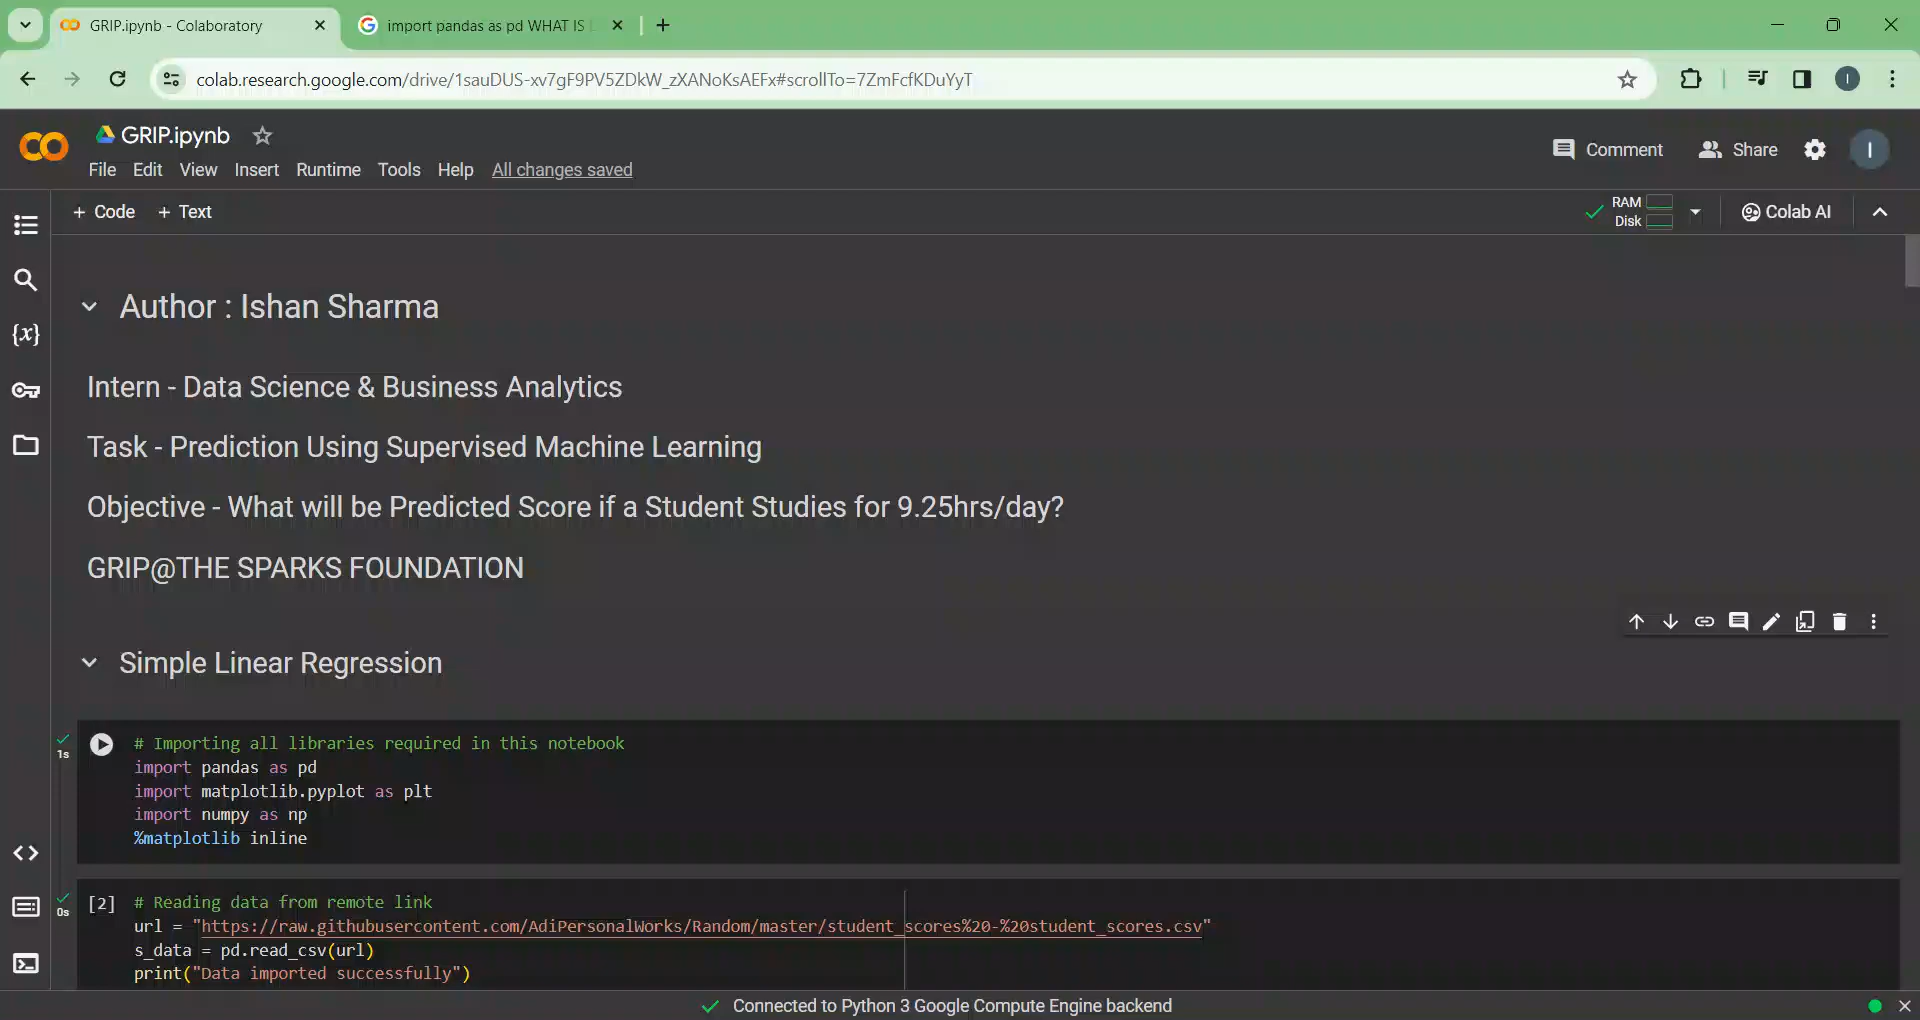 GRIP.ipynb - Colaboratory
import pandas as pd WHAT IS
colab.research.google.com/drive/1sauDUS-xv7gF9PV5ZDkW_zXANoKsAEFx#scrollTo=7ZmFcfKDuYyT
I
GRIP.ipynb
File Edit View Insert Runtime Tools Help All changes saved
Comment Share I
+ Code + Text
RAM
Disk
Colab AI
{x}
Author : Ishan Sharma
Intern - Data Science & Business Analytics
Task - Prediction Using Supervised Machine Learning
Objective - What will be Predicted Score if a Student Studies for 9.25hrs/day?
GRIP@THE SPARKS FOUNDATION
Simple Linear Regression
1s
# Importing all libraries required in this notebook
import pandas as pd
import matplotlib.pyplot as plt
import numpy as np
%matplotlib inline
0s
[2] # Reading data from remote link
url = "https://raw.githubusercontent.com/AdiPersonalWorks/Random/master/student_scores%20-%20student_scores.csv"
s_data = pd.read_csv(url)
print("Data imported successfully")
Connected to Python 3 Google Compute Engine backend